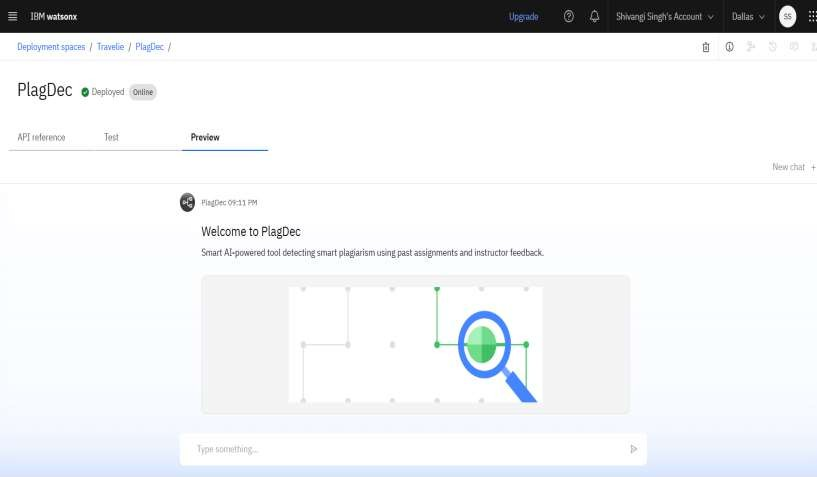 IBM watsonx Upgrade Shivangi Singh's Account Dallas SS
Deployment spaces / Travelie / PlagDec /
PlagDec Deployed Online
API reference Test Preview
New chat +
PlagDec 09:11 PM
Welcome to PlagDec
Smart AI-powered tool detecting smart plagiarism using past assignments and instructor feedback.
Type something...